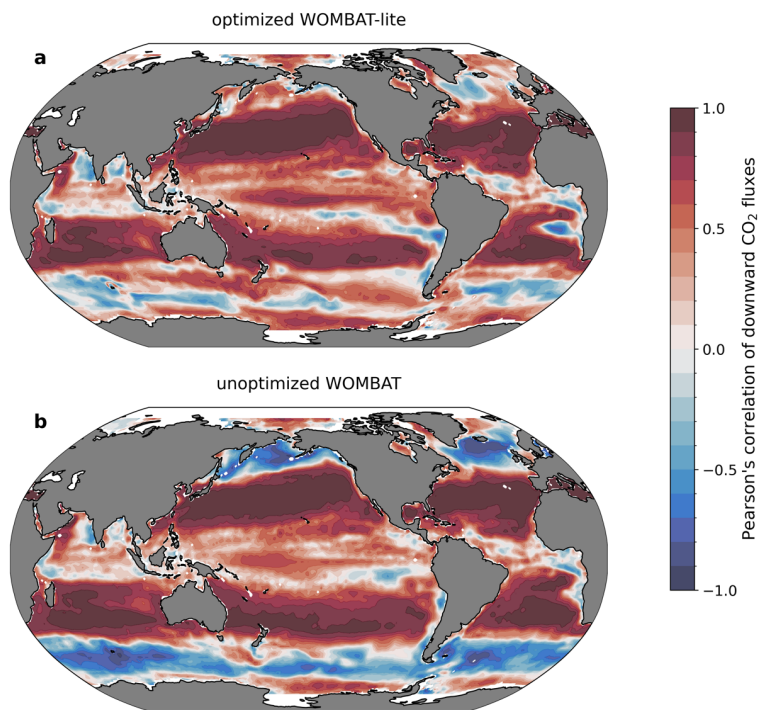 optimized WOMBAT-lite
a
unoptimized WOMBAT
b
1.0
0.5
0.0
−0.5
−1.0
Pearson's correlation of downward CO₂ fluxes